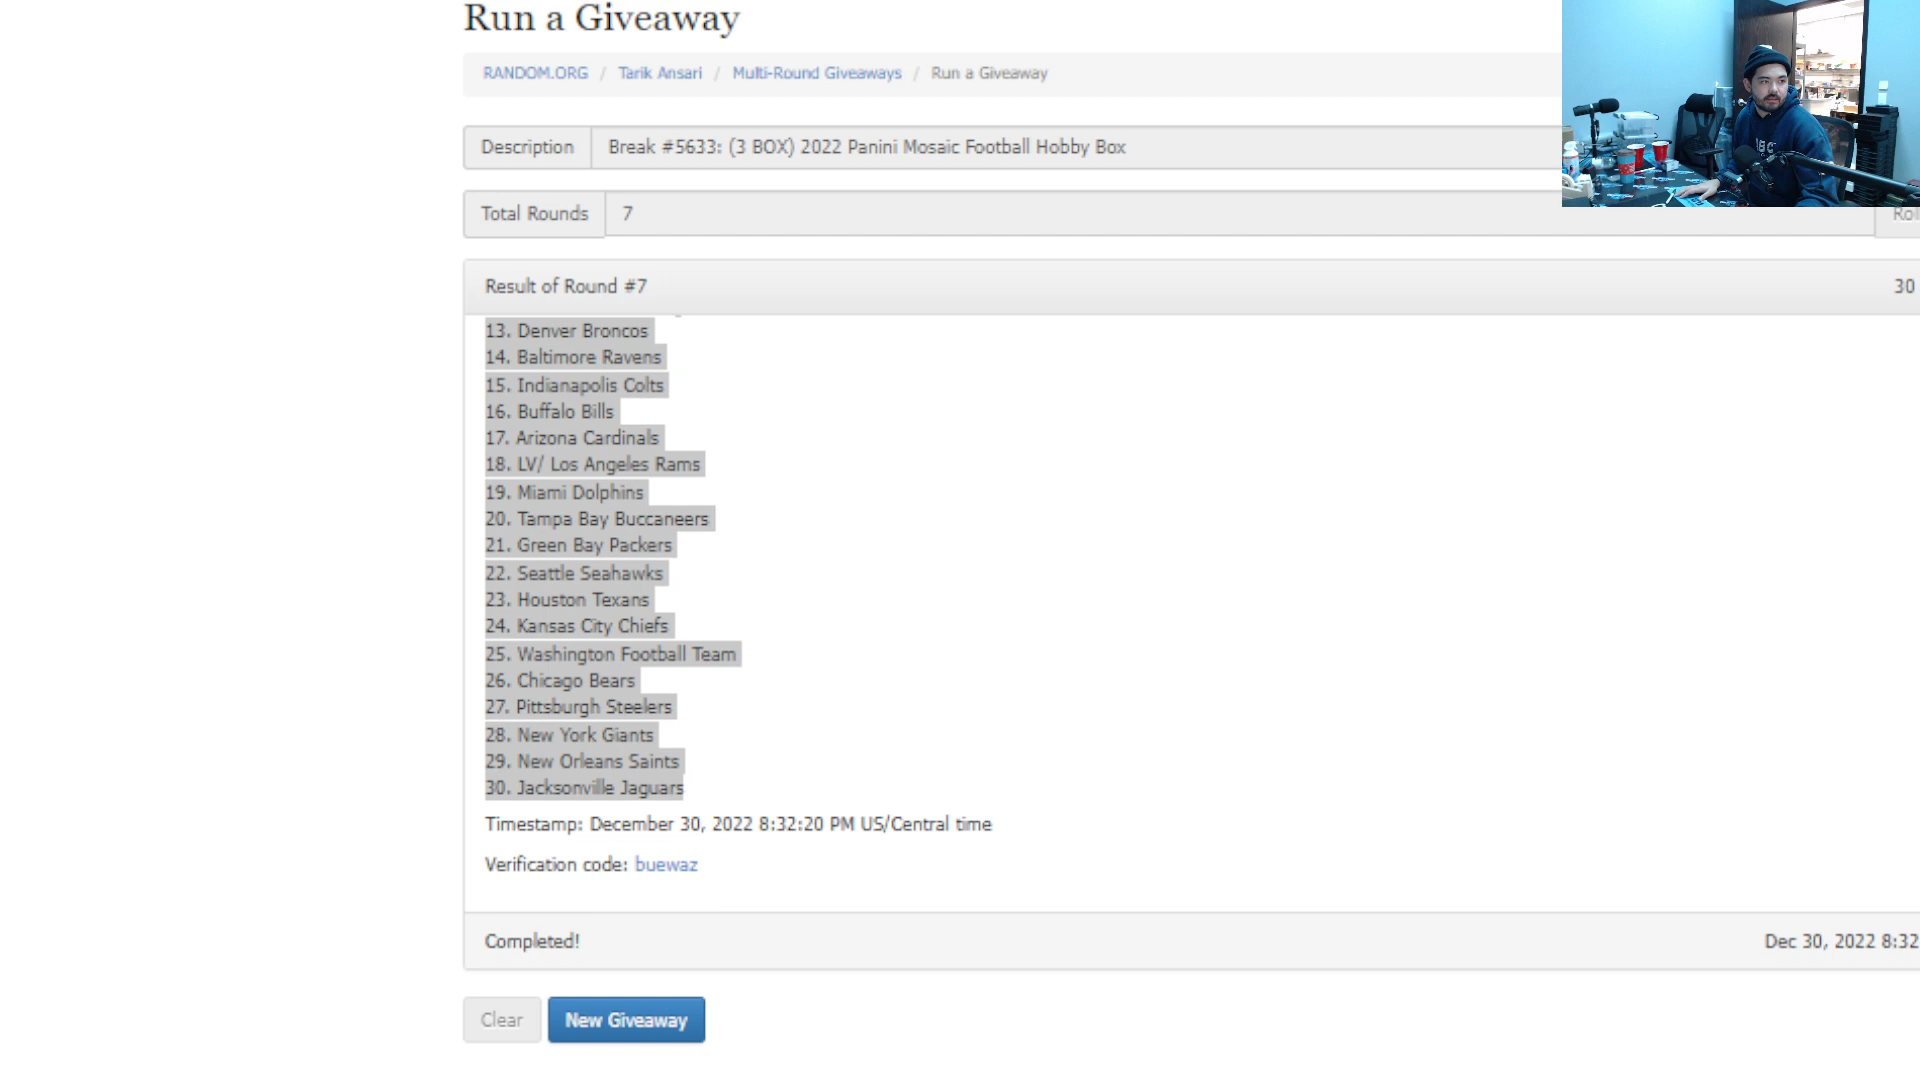 Run a Giveaway
RANDOM.ORG / Tarik Ansari / Multi-Round Giveaways / Run a Giveaway
Description Break #5633: (3 BOX) 2022 Panini Mosaic Football Hobby Box
Total Rounds 7
Result of Round #7 30
13. Denver Broncos
14. Baltimore Ravens
15. Indianapolis Colts
16. Buffalo Bills
17. Arizona Cardinals
18. LV/ Los Angeles Rams
19. Miami Dolphins
20. Tampa Bay Buccaneers
21. Green Bay Packers
22. Seattle Seahawks
23. Houston Texans
24. Kansas City Chiefs
25. Washington Football Team
26. Chicago Bears
27. Pittsburgh Steelers
28. New York Giants
29. New Orleans Saints
30. Jacksonville Jaguars
Timestamp: December 30, 2022 8:32:20 PM US/Central time
Verification code: buewaz
Completed! Dec 30, 2022 8:32
Clear New Giveaway